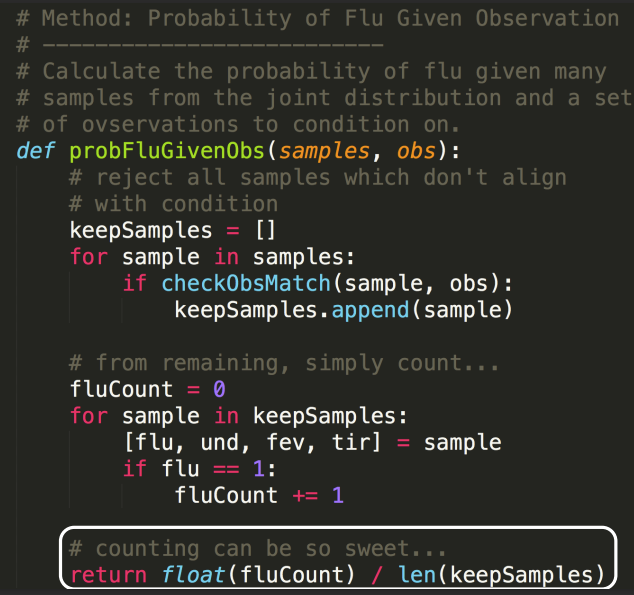 # Method: Probability of Flu Given Observation
# --------------------------
# Calculate the probability of flu given many
# samples from the joint distribution and a set
# of ovservations to condition on.
def probFluGivenObs(samples, obs):
    # reject all samples which don't align
    # with condition
    keepSamples = []
    for sample in samples:
        if checkObsMatch(sample, obs):
            keepSamples.append(sample)

    # from remaining, simply count...
    fluCount = 0
    for sample in keepSamples:
        [flu, und, fev, tir] = sample
        if flu == 1:
            fluCount += 1

    # counting can be so sweet...
    return float(fluCount) / len(keepSamples)